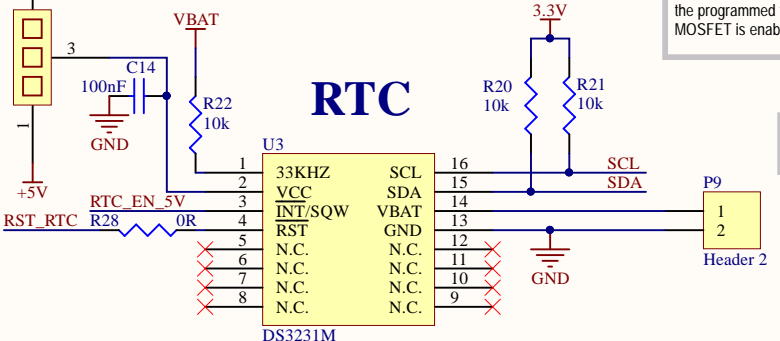 3.3V
the programmed
MOSFET is enab
VBAT
3
C14
100nF
RTC
R20
10k
R21
10k
R22
10k
GND
U3
1
+5V
1 33KHZ SCL 16 SCL
2 VCC SDA 15 SDA
RTC_EN_5V 3 INT/SQW VBAT 14
RST_RTC R28 0R 4 RST GND 13
5 N.C. N.C. 12
6 N.C. N.C. 11
7 N.C. N.C. 10
8 N.C. N.C. 9
P9
1
2
Header 2
GND
DS3231M